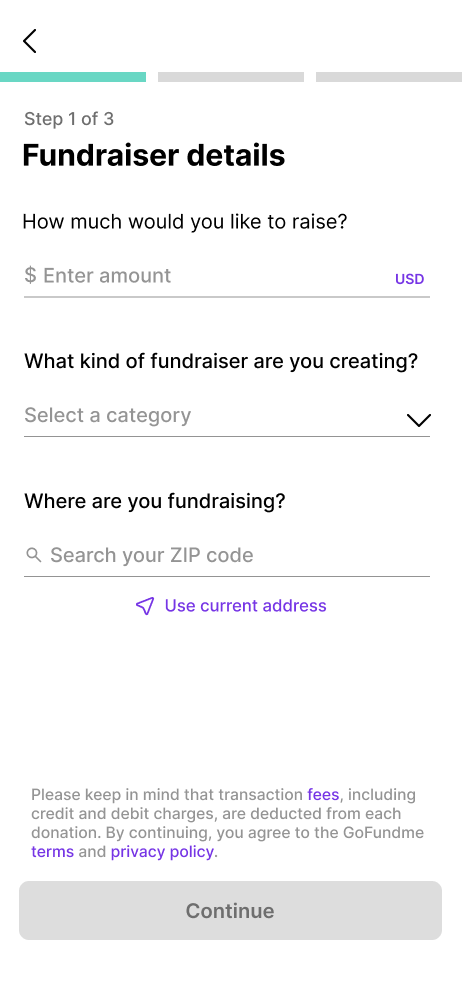 Step 1 of 3
Fundraiser details
How much would you like to raise?
$ Enter amount
USD
What kind of fundraiser are you creating?
Select a category
Where are you fundraising?
Search your ZIP code
Use current address
Please keep in mind that transaction fees, including
credit and debit charges, are deducted from each
donation. By continuing, you agree to the GoFundme
terms and privacy policy.
Continue